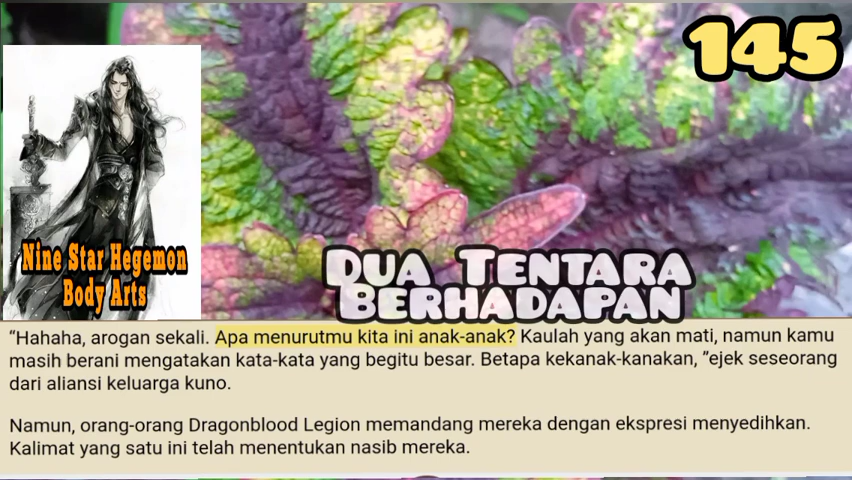 145
Nine Star Hegemon
Body Arts
Dua Tentara
Berhadapan
“Hahaha, arogan sekali. Apa menurutmu kita ini anak-anak? Kaulah yang akan mati, namun kamu
masih berani mengatakan kata-kata yang begitu besar. Betapa kekanak-kanakan, ”ejek seseorang
dari aliansi keluarga kuno.
Namun, orang-orang Dragonblood Legion memandang mereka dengan ekspresi menyedihkan.
Kalimat yang satu ini telah menentukan nasib mereka.